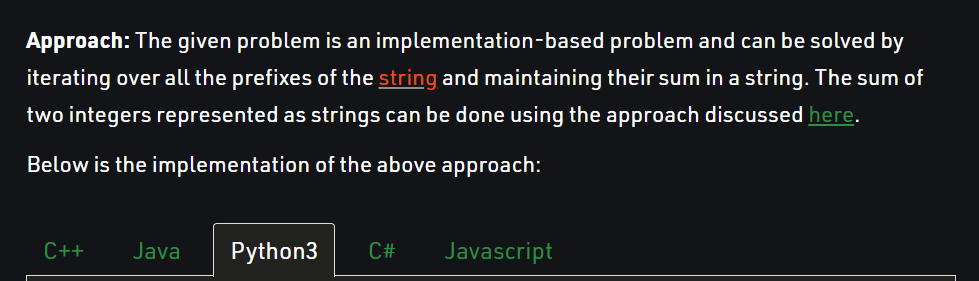 Approach: The given problem is an implementation-based problem and can be solved by
iterating over all the prefixes of the string and maintaining their sum in a string. The sum of
two integers represented as strings can be done using the approach discussed here.
Below is the implementation of the above approach:
C++ Java Python3 C# Javascript